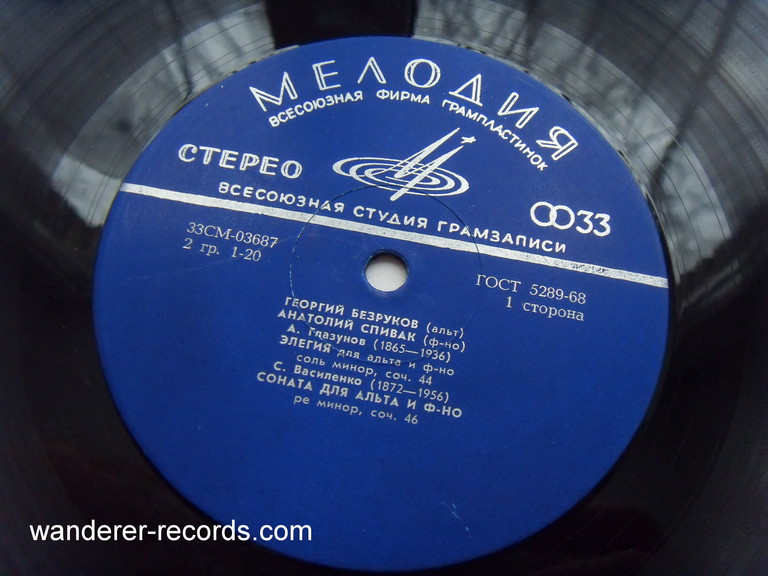 МЕЛОДИЯ
ВСЕСОЮЗНАЯ ФИРМА ГРАМПЛАСТИНОК
СТЕРЕО
33
ВСЕСОЮЗНАЯ СТУДИЯ ГРАМЗАПИСИ
33СМ-03687
2 гр. 1-20
ГОСТ 5289-68
1 сторона
ГЕОРГИЙ БЕЗРУКОВ (альт)
АНАТОЛИЙ СПИВАК (ф-но)
А. Глазунов (1865—1936)
ЭЛЕГИЯ для альта и ф-но
соль минор, соч. 44
С. Василенко (1872—1956)
СОНАТА ДЛЯ АЛЬТА И Ф-НО
ре минор, соч. 46
wanderer-records.com